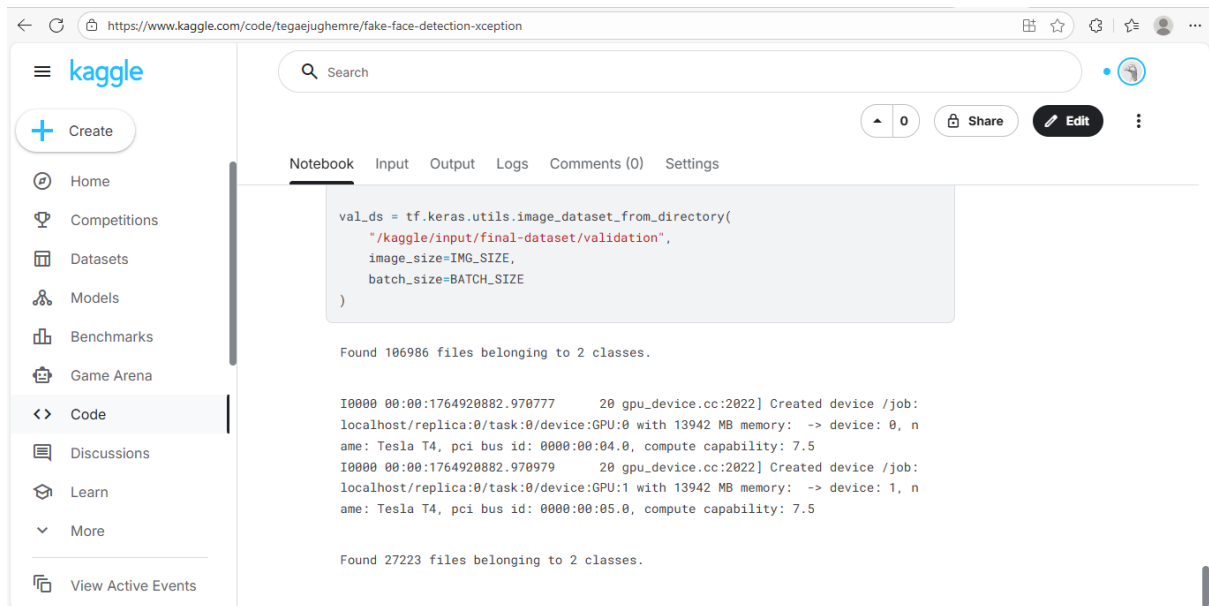 https://www.kaggle.com/code/tegaejughemre/fake-face-detection-xception
kaggle
Search
Create
0
Share
Edit
Notebook Input Output Logs Comments (0) Settings
Home
Competitions
Datasets
Models
Benchmarks
Game Arena
Code
Discussions
Learn
More
View Active Events
val_ds = tf.keras.utils.image_dataset_from_directory(
    "/kaggle/input/final-dataset/validation",
    image_size=IMG_SIZE,
    batch_size=BATCH_SIZE
)
Found 106986 files belonging to 2 classes.
I0000 00:00:1764920882.970777      20 gpu_device.cc:2022] Created device /job:
localhost/replica:0/task:0/device:GPU:0 with 13942 MB memory:  -> device: 0, n
ame: Tesla T4, pci bus id: 0000:00:04.0, compute capability: 7.5
I0000 00:00:1764920882.970979      20 gpu_device.cc:2022] Created device /job:
localhost/replica:0/task:0/device:GPU:1 with 13942 MB memory:  -> device: 1, n
ame: Tesla T4, pci bus id: 0000:00:05.0, compute capability: 7.5
Found 27223 files belonging to 2 classes.